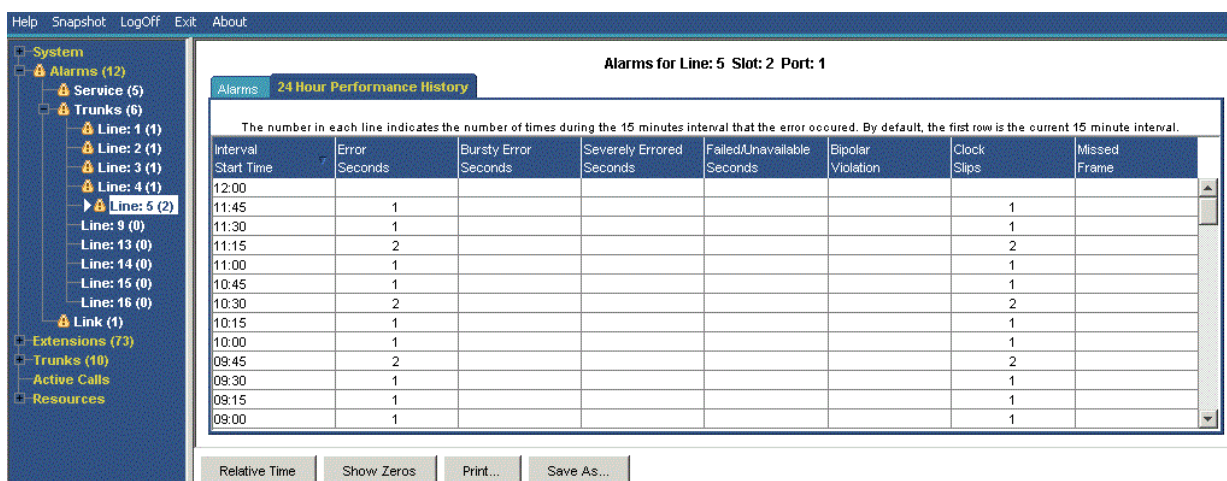 Help Snapshot LogOff Exit About
System
Alarms (12)
Service (5)
Trunks (6)
Line: 1 (1)
Line: 2 (1)
Line: 3 (1)
Line: 4 (1)
Line: 5 (2)
Line: 9 (0)
Line: 13 (0)
Line: 14 (0)
Line: 15 (0)
Line: 16 (0)
Link (1)
Extensions (73)
Trunks (10)
Active Calls
Resources
Alarms for Line: 5 Slot: 2 Port: 1
Alarms 24 Hour Performance History
The number in each line indicates the number of times during the 15 minutes interval that the error occured. By default, the first row is the current 15 minute interval.
Interval Start Time Error Seconds Bursty Error Seconds Severely Errored Seconds Failed/Unavailable Seconds Bipolar Violation Clock Slips Missed Frame
12:00
11:45 1 1
11:30 1 1
11:15 2 2
11:00 1 1
10:45 1 1
10:30 2 2
10:15 1 1
10:00 1 1
09:45 2 2
09:30 1 1
09:15 1 1
09:00 1 1
Relative Time Show Zeros Print... Save As...